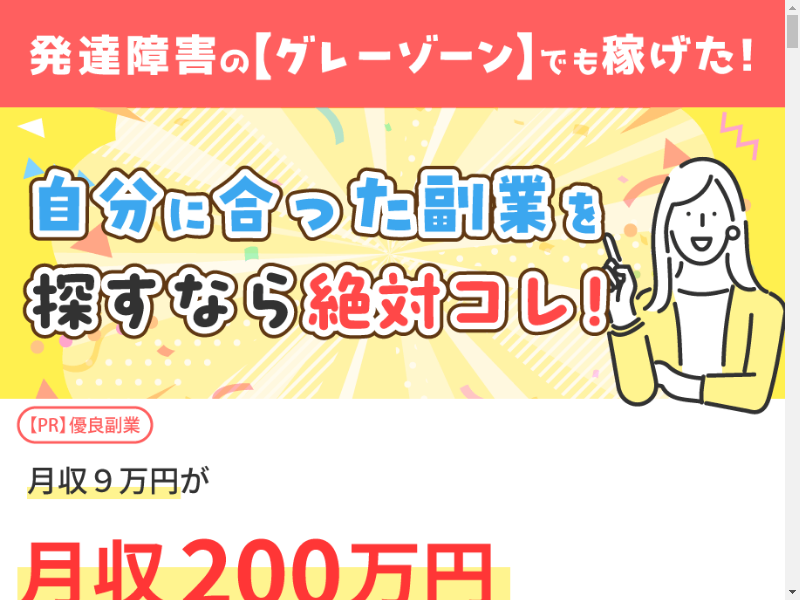 発達障害の【グレーゾーン】でも稼げた!
自分に合った副業を
探すなら絶対コレ!
【PR】優良副業
月収９万円が
月収200万円